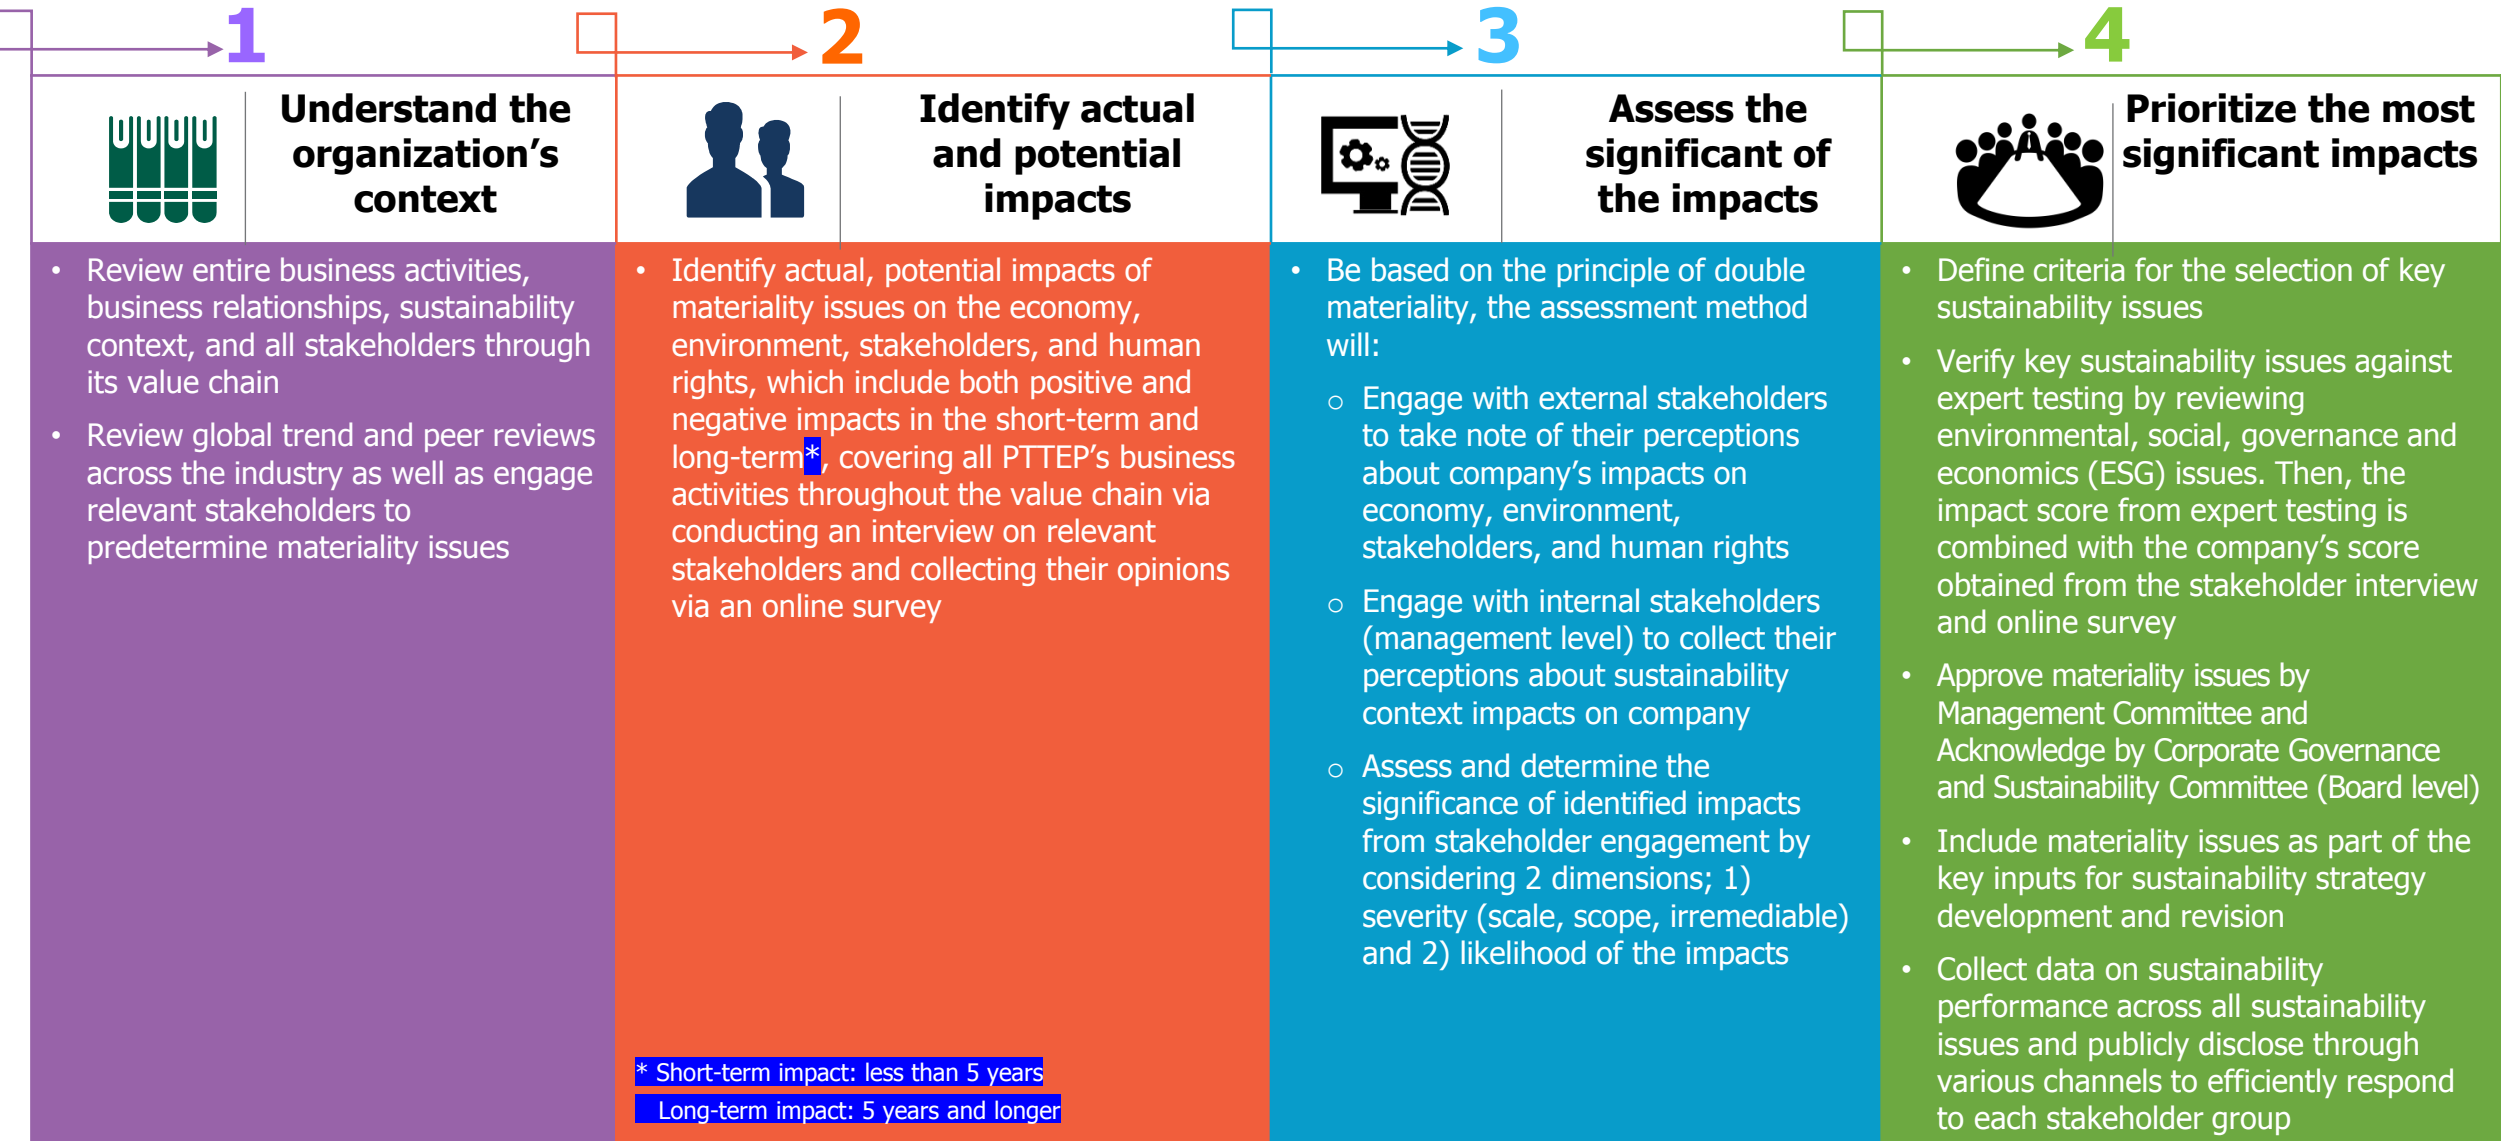 1
Understand the
organization's
context
• Review entire business activities,
business relationships, sustainability
context, and all stakeholders through
its value chain
• Review global trend and peer reviews
across the industry as well as engage
relevant stakeholders to
predetermine materiality issues
2
Identify actual
and potential
impacts
• Identify actual, potential impacts of
materiality issues on the economy,
environment, stakeholders, and human
rights, which include both positive and
negative impacts in the short-term and
long-term*, covering all PTTEP's business
activities throughout the value chain via
conducting an interview on relevant
stakeholders and collecting their opinions
via an online survey
* Short-term impact: less than 5 years
Long-term impact: 5 years and longer
3
Assess the
significant of
the impacts
• Be based on the principle of double
materiality, the assessment method
will:
o Engage with external stakeholders
to take note of their perceptions
about company's impacts on
economy, environment,
stakeholders, and human rights
o Engage with internal stakeholders
(management level) to collect their
perceptions about sustainability
context impacts on company
o Assess and determine the
significance of identified impacts
from stakeholder engagement by
considering 2 dimensions; 1)
severity (scale, scope, irremediable)
and 2) likelihood of the impacts
4
Prioritize the most
significant impacts
• Define criteria for the selection of key
sustainability issues
• Verify key sustainability issues against
expert testing by reviewing
environmental, social, governance and
economics (ESG) issues. Then, the
impact score from expert testing is
combined with the company's score
obtained from the stakeholder interview
and online survey
• Approve materiality issues by
Management Committee and
Acknowledge by Corporate Governance
and Sustainability Committee (Board level)
• Include materiality issues as part of the
key inputs for sustainability strategy
development and revision
• Collect data on sustainability
performance across all sustainability
issues and publicly disclose through
various channels to efficiently respond
to each stakeholder group